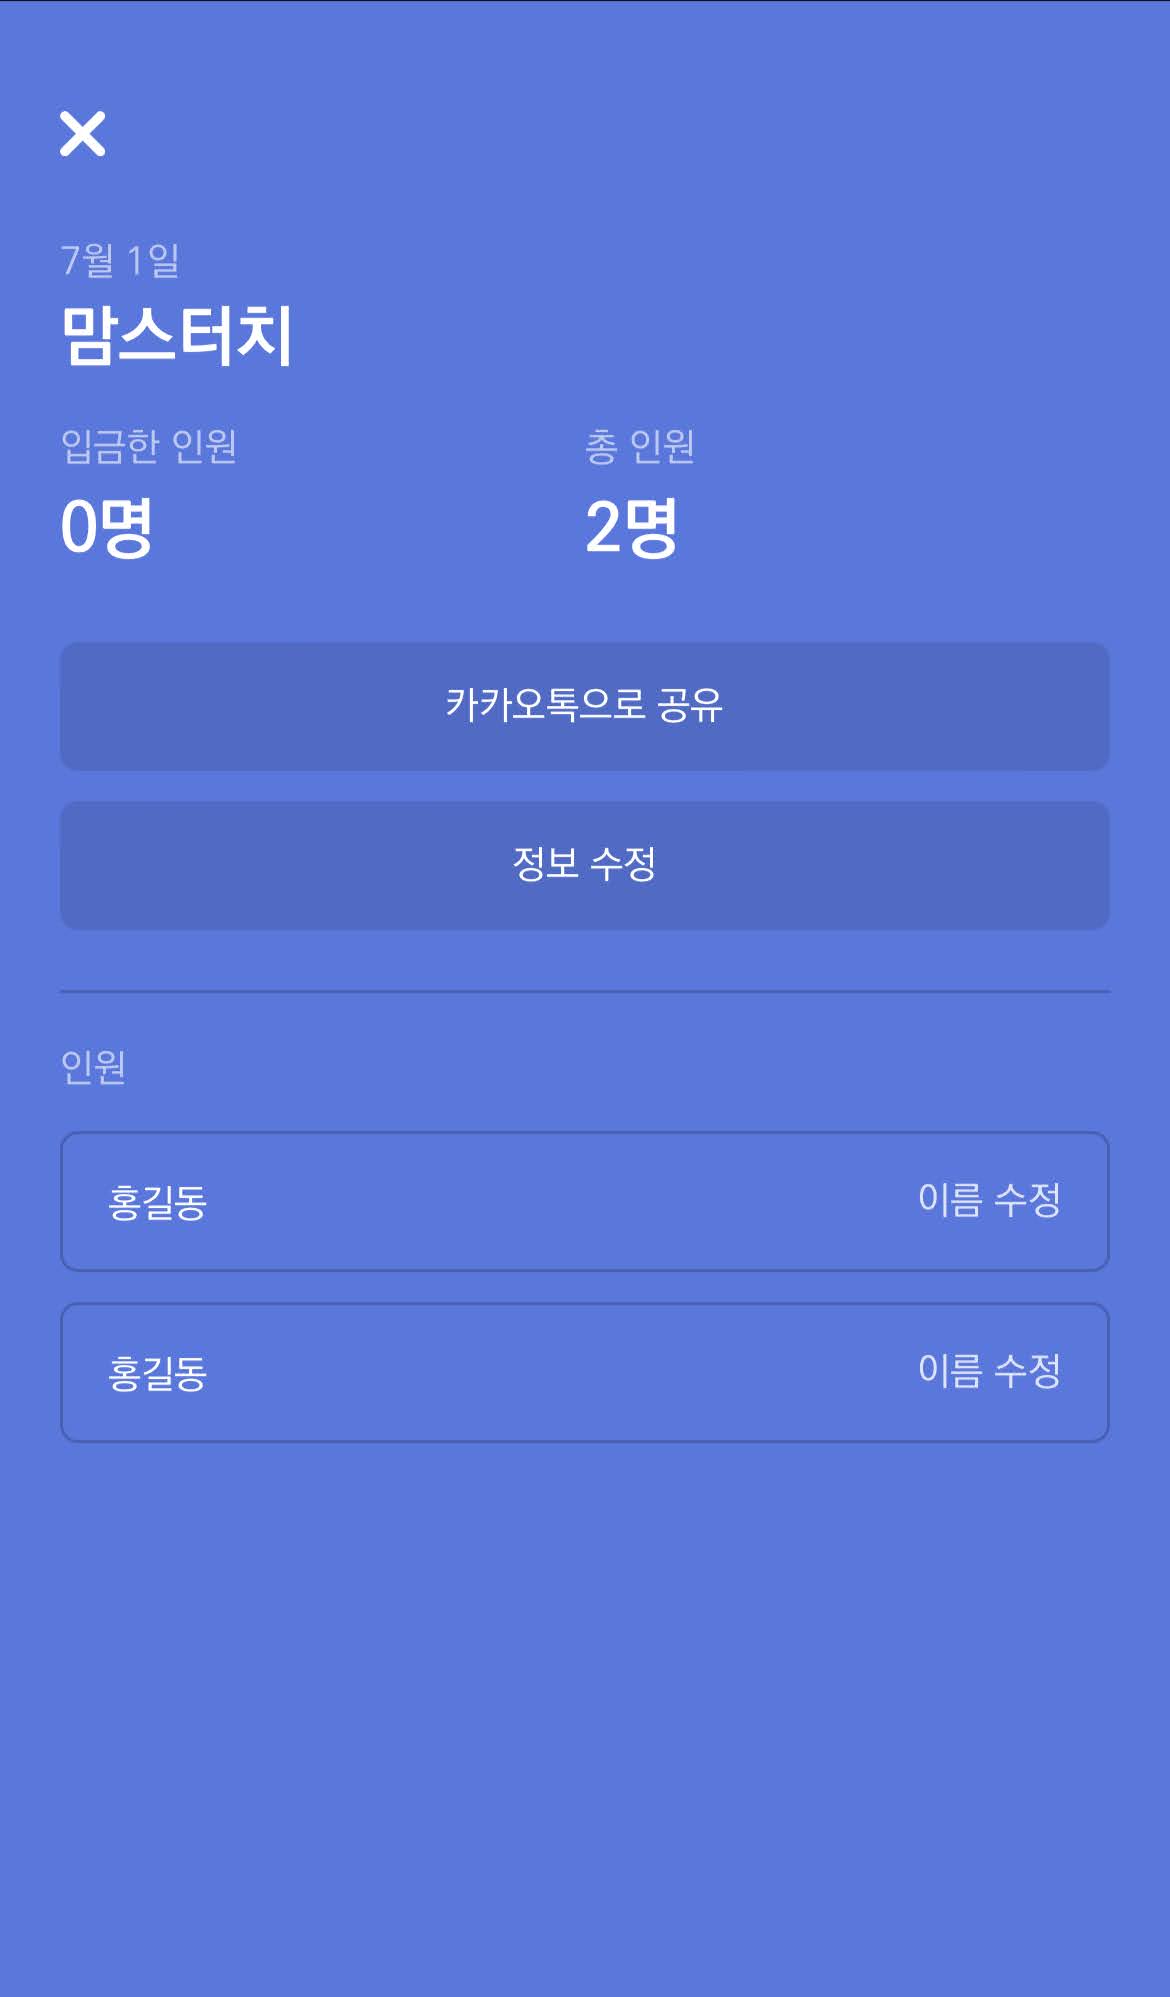 7월 1일
맘스터치
입금한 인원
총 인원
0명
2명
카카오톡으로 공유
정보 수정
인원
홍길동
이름 수정
홍길동
이름 수정